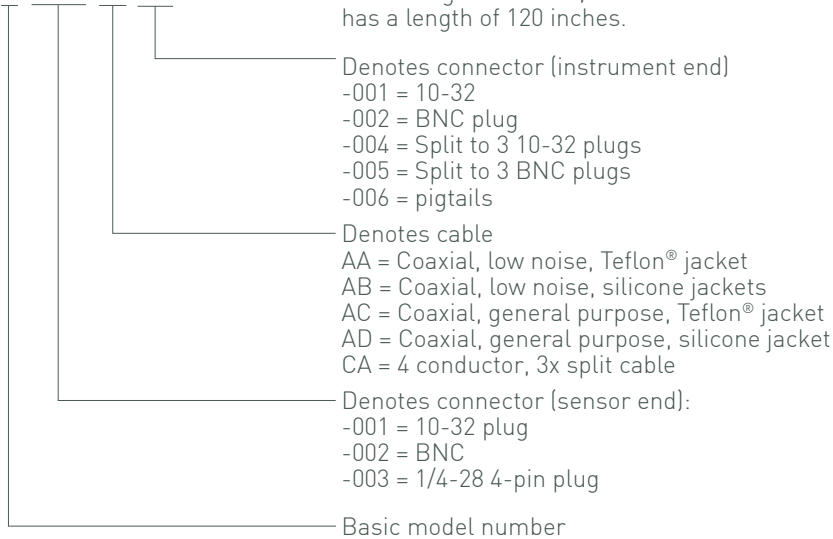 has a length of 120 inches.
Denotes connector (instrument end)
-001 = 10-32
-002 = BNC plug
-004 = Split to 3 10-32 plugs
-005 = Split to 3 BNC plugs
-006 = pigtails
Denotes cable
AA = Coaxial, low noise, Teflon® jacket
AB = Coaxial, low noise, silicone jackets
AC = Coaxial, general purpose, Teflon® jacket
AD = Coaxial, general purpose, silicone jacket
CA = 4 conductor, 3x split cable
Denotes connector (sensor end):
-001 = 10-32 plug
-002 = BNC
-003 = 1/4-28 4-pin plug
Basic model number